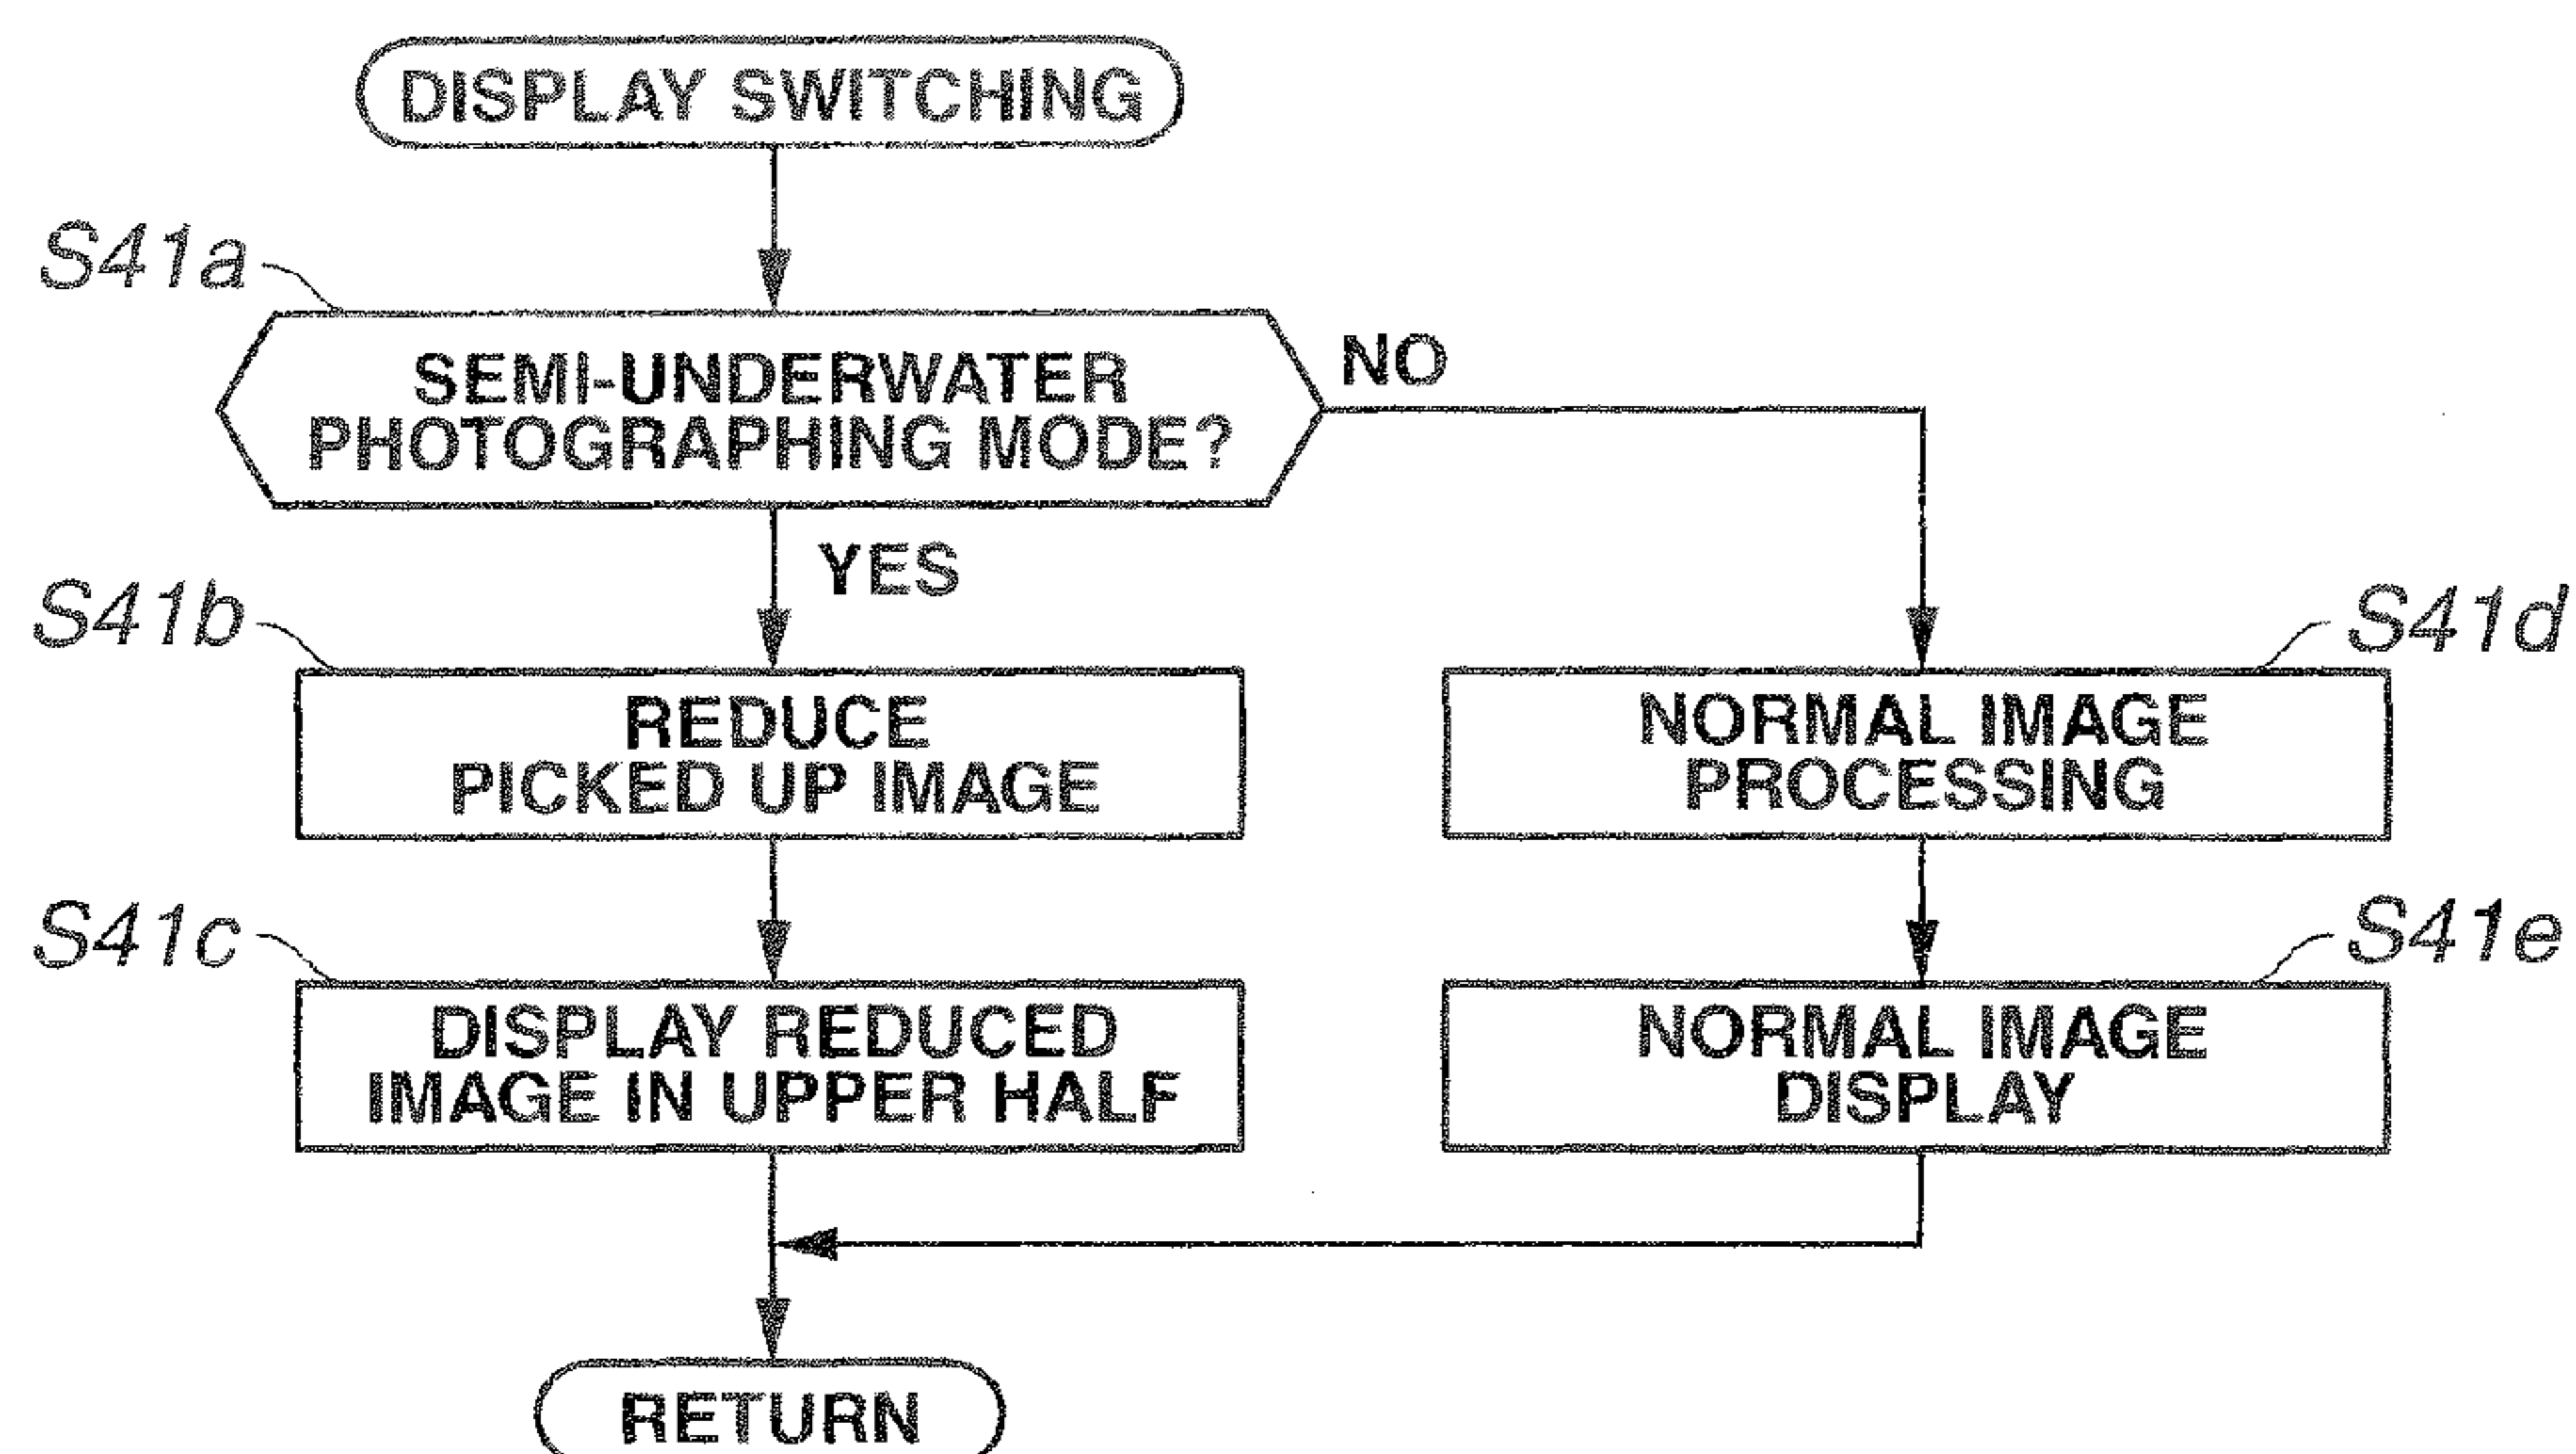 DISPLAY SWITCHING
S41a
SEMI-UNDERWATER
PHOTOGRAPHING MODE?
NO
YES
S41b
REDUCE
PICKED UP IMAGE
S41d
NORMAL IMAGE
PROCESSING
S41c
DISPLAY REDUCED
IMAGE IN UPPER HALF
S41e
NORMAL IMAGE
DISPLAY
RETURN